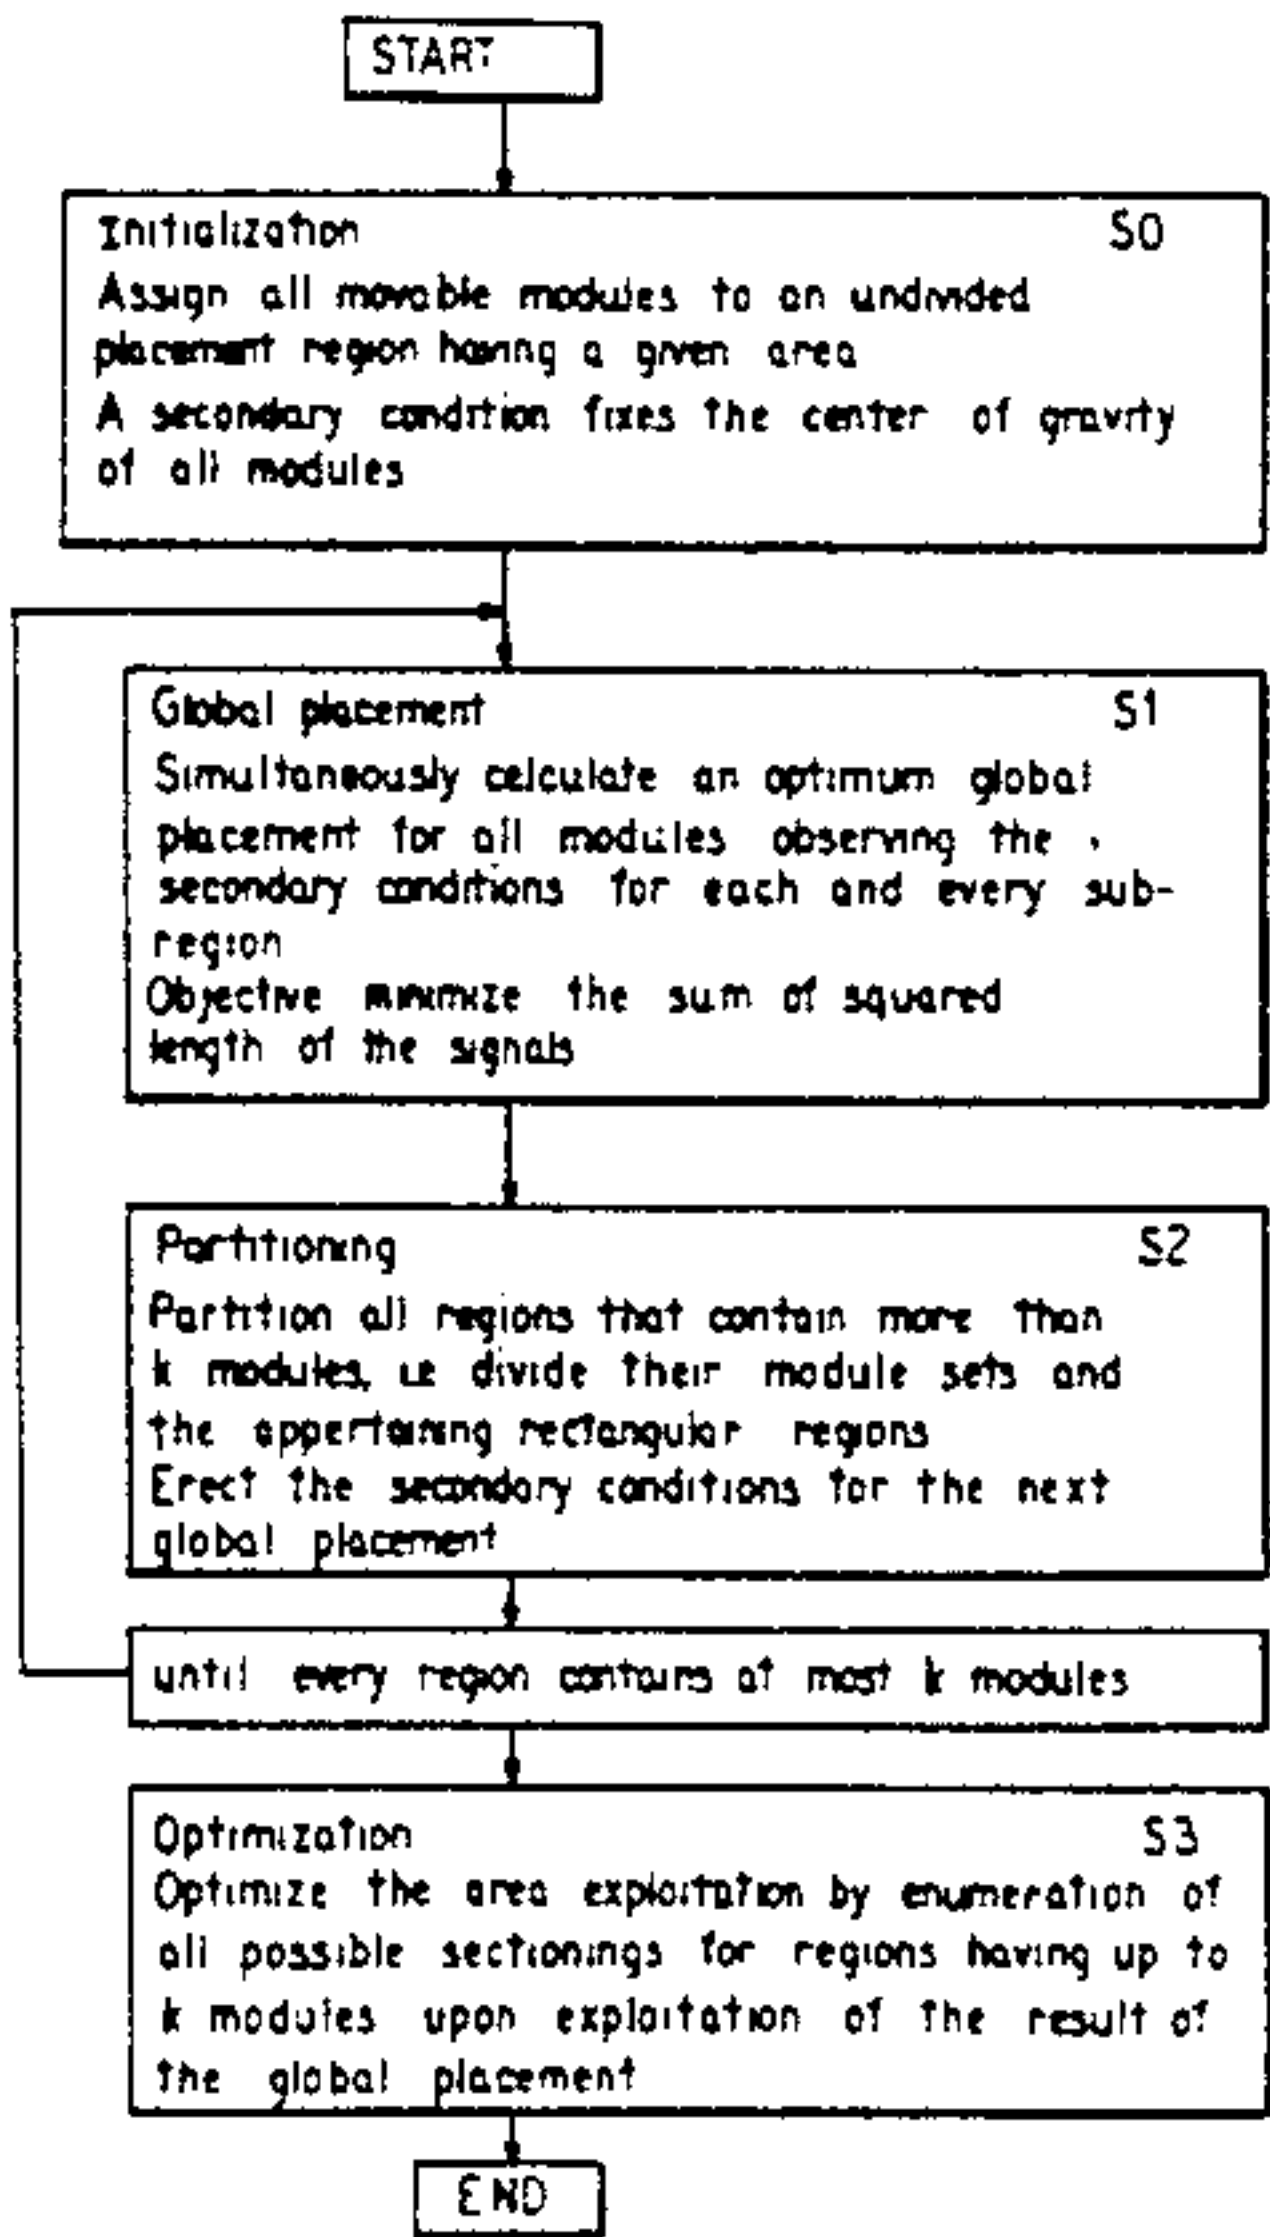 START
Initialization S0
Assign all movable modules to an undivided
placement region having a given area
A secondary condition fixes the center of gravity
of all modules
Global placement S1
Simultaneously calculate an optimum global
placement for all modules observing the
secondary conditions for each and every sub-
region
Objective minimize the sum of squared
length of the signals
Partitioning S2
Partition all regions that contain more than
k modules, i.e divide their module sets and
the appertaining rectangular regions
Erect the secondary conditions for the next
global placement
until every region contains at most k modules
Optimization S3
Optimize the area exploitation by enumeration of
all possible sectionings for regions having up to
k modules upon exploitation of the result of
the global placement
END